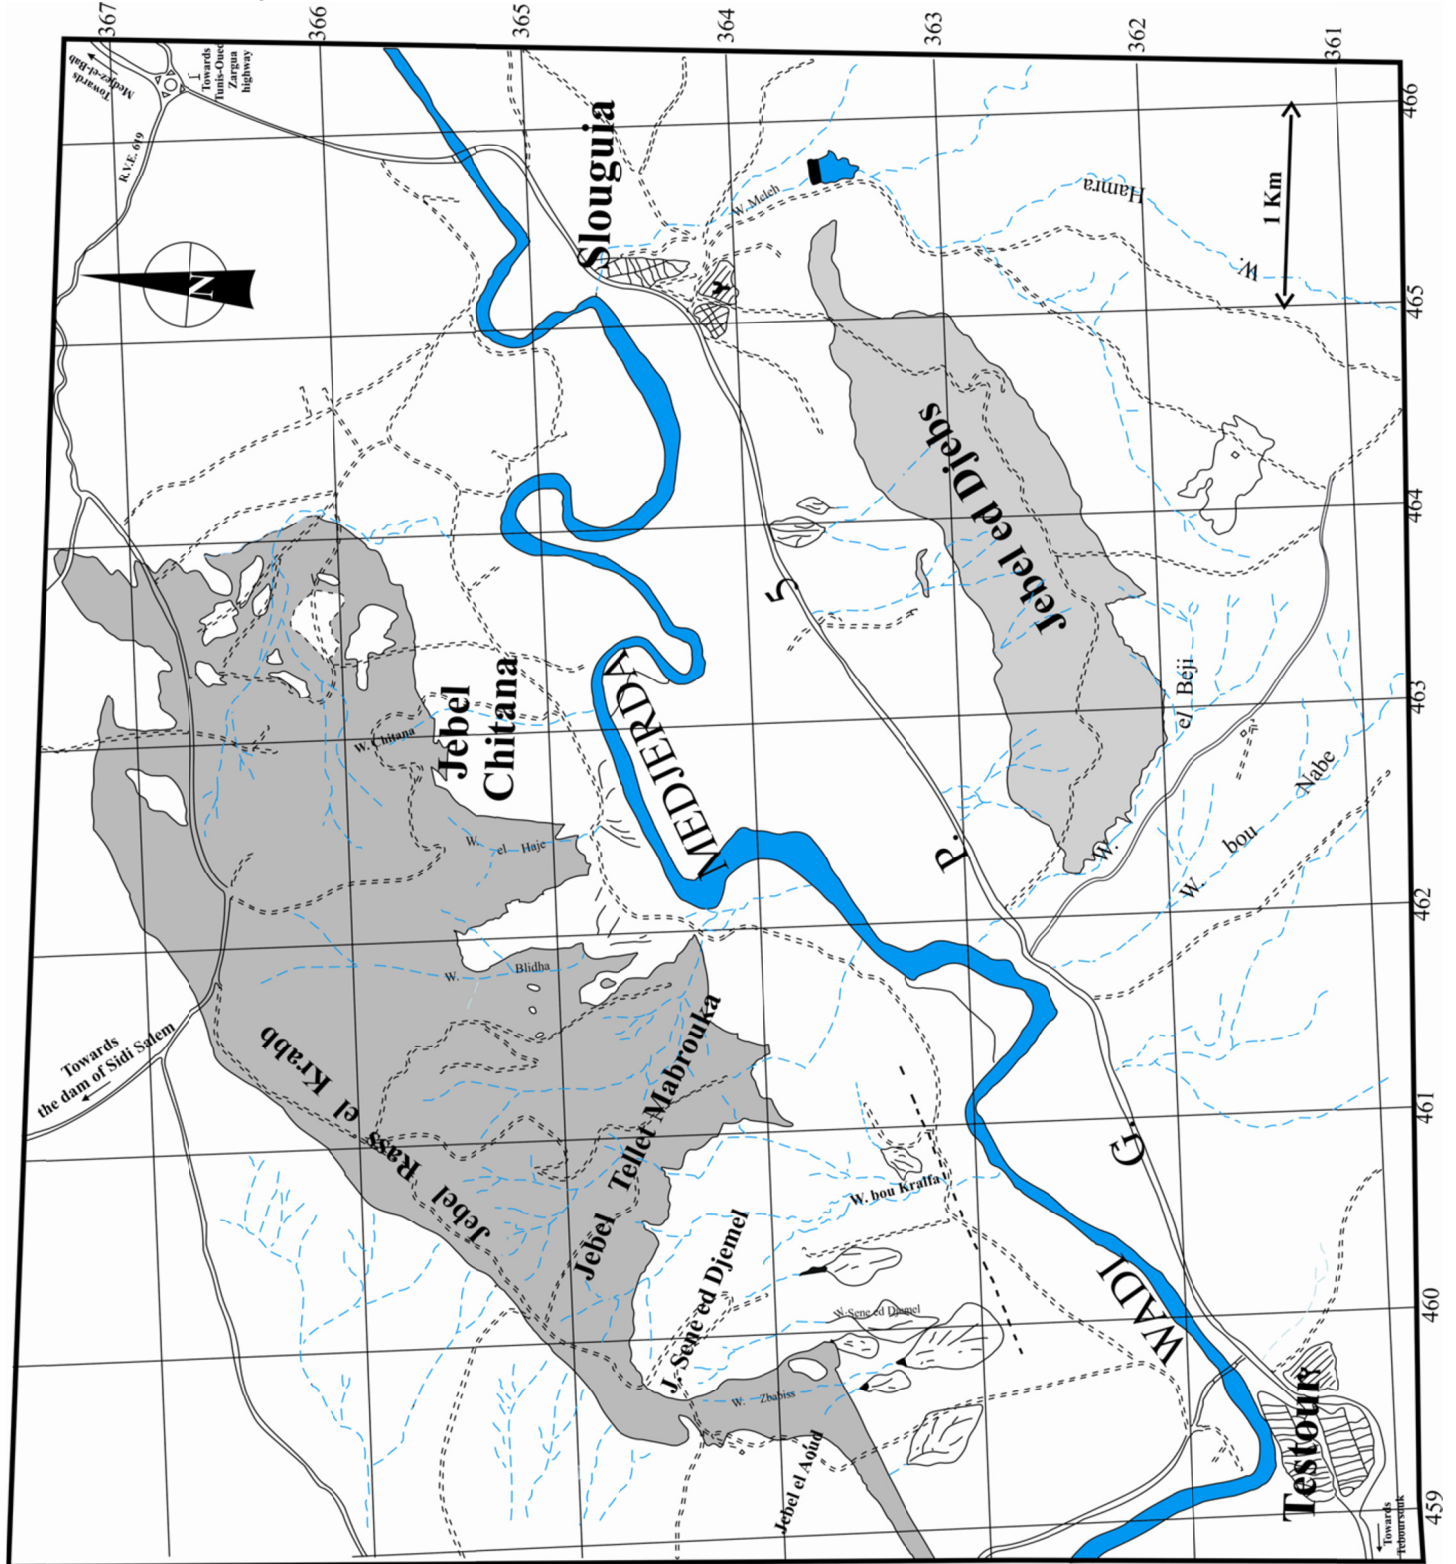 367
366
365
364
363
362
361
Towards
Medjez-el-Bab
Towards
Tunis-Oued
Zargua
highway
R.V.E. 619
466
Slouguia
W. Melch
Hamra
W.
1 Km
N
465
Jebel ed Djebs
464
5
Jebel
Chitana
W. Chitana
MEDJERDA
463
el Beji
W.
Nabe
bou
W.
W. el Haje
P.
462
W. Blidha
Towards
the dam of Sidi Salem
Jebel Rass el Krabb
Jebel Tellet Mabrouka
461
G.
W. bou Kralfa
J. Sene ed Djemel
W. Sene ed Djemel
WADI
460
W. Zbabiss
Jebel el Aoud
Testour
459
Towards
Teboursouk